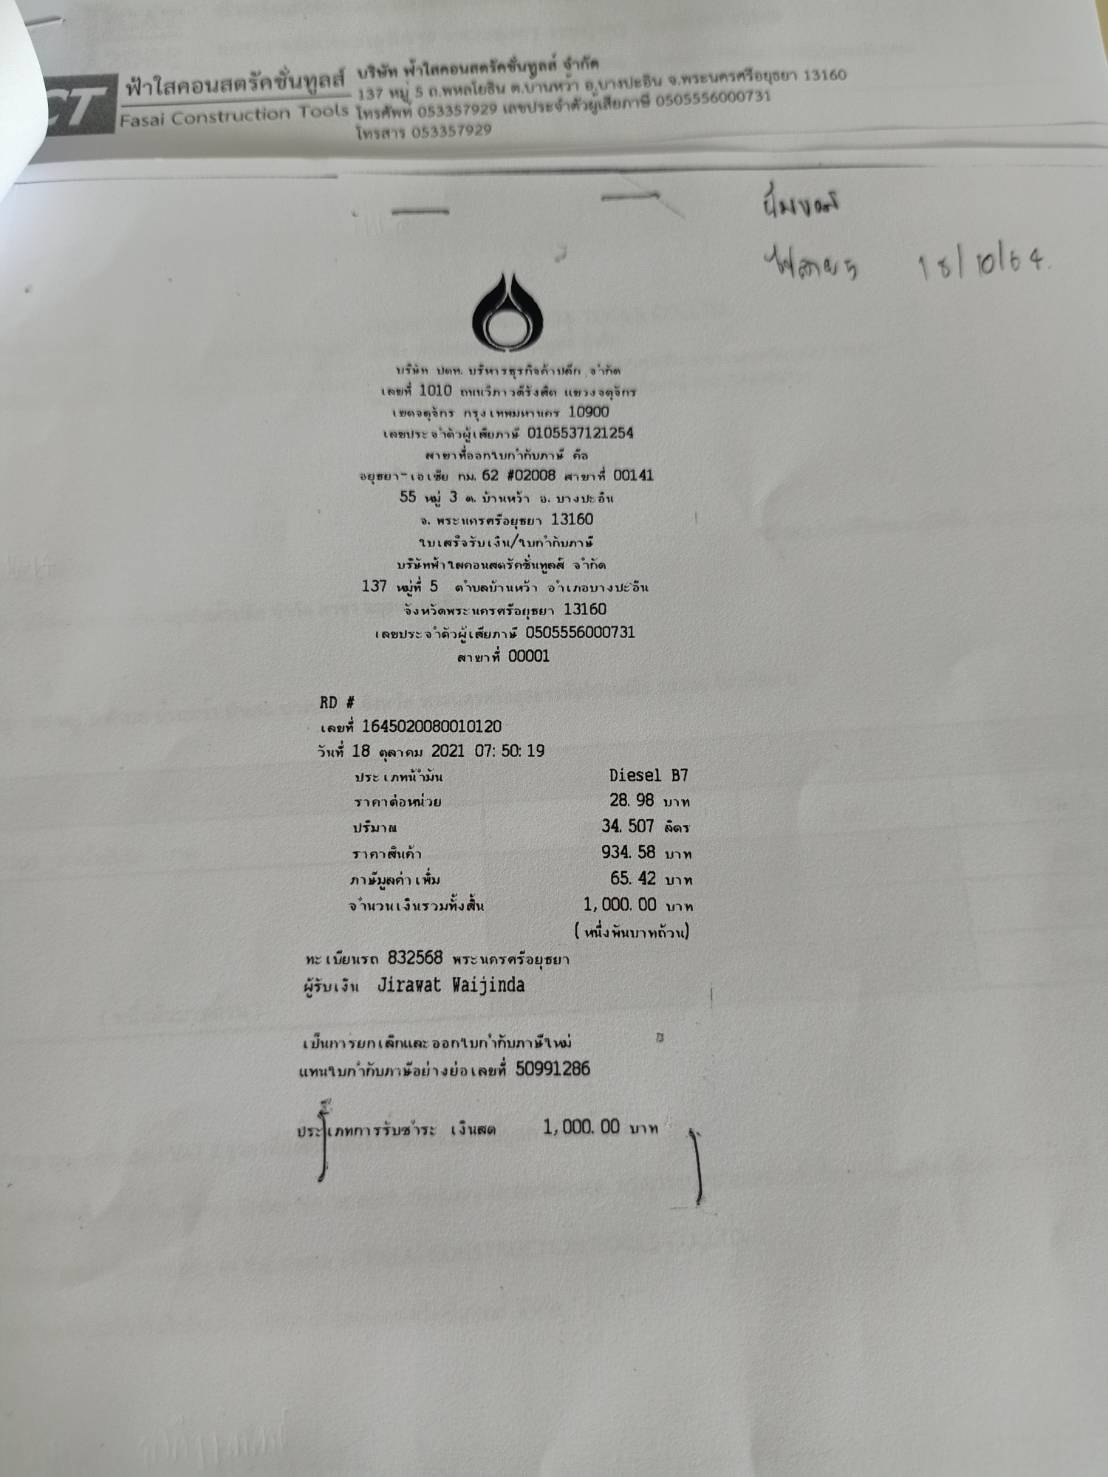 CT
ฟ้าใสคอนสตรัคชั่นทูลส์
Fasai Construction Tools
บริษัท ฟ้าใสคอนสตรัคชั่นทูลส์ จำกัด
137 หมู่ 5 ถ.พหลโยธิน ต.บ้านหว้า อ.บางปะอิน จ.พระนครศรีอยุธยา 13160
โทรศัพท์ 053357929 เลขประจำตัวผู้เสียภาษี 0505556000731
โทรสาร 053357929
18/10/64.
บริษัท ปตท. บริหารธุรกิจค้าปลีก จำกัด
เลขที่ 1010 ถนนวิภาวดีรังสิต แขวงจตุจักร
เขตจตุจักร กรุงเทพมหานคร 10900
เลขประจำตัวผู้เสียภาษี 0105537121254
สาขาที่ออกใบกำกับภาษี คือ
อยุธยา-เอเซีย กม. 62 #02008 สาขาที่ 00141
55 หมู่ 3 ต. บ้านหว้า อ. บางปะอิน
จ. พระนครศรีอยุธยา 13160
ใบเสร็จรับเงิน/ใบกำกับภาษี
บริษัทฟ้าใสคอนสตรัคชั่นทูลส์ จำกัด
137 หมู่ที่ 5 ตำบลบ้านหว้า อำเภอบางปะอิน
จังหวัดพระนครศรีอยุธยา 13160
เลขประจำตัวผู้เสียภาษี 0505556000731
สาขาที่ 00001
RD #
เลขที่ 1645020080010120
วันที่ 18 ตุลาคม 2021 07:50:19
ประเภทน้ำมัน Diesel B7
ราคาต่อหน่วย 28.98 บาท
ปริมาณ 34.507 ลิตร
ราคาสินค้า 934.58 บาท
ภาษีมูลค่าเพิ่ม 65.42 บาท
จำนวนเงินรวมทั้งสิ้น 1,000.00 บาท
(หนึ่งพันบาทถ้วน)
ทะเบียนรถ 832568 พระนครศรีอยุธยา
ผู้รับเงิน Jirawat Waijinda
เป็นการยกเลิกและออกใบกำกับภาษีใหม่
แทนใบกำกับภาษีอย่างย่อเลขที่ 50991286
ประเภทการรับชำระ เงินสด 1,000.00 บาท